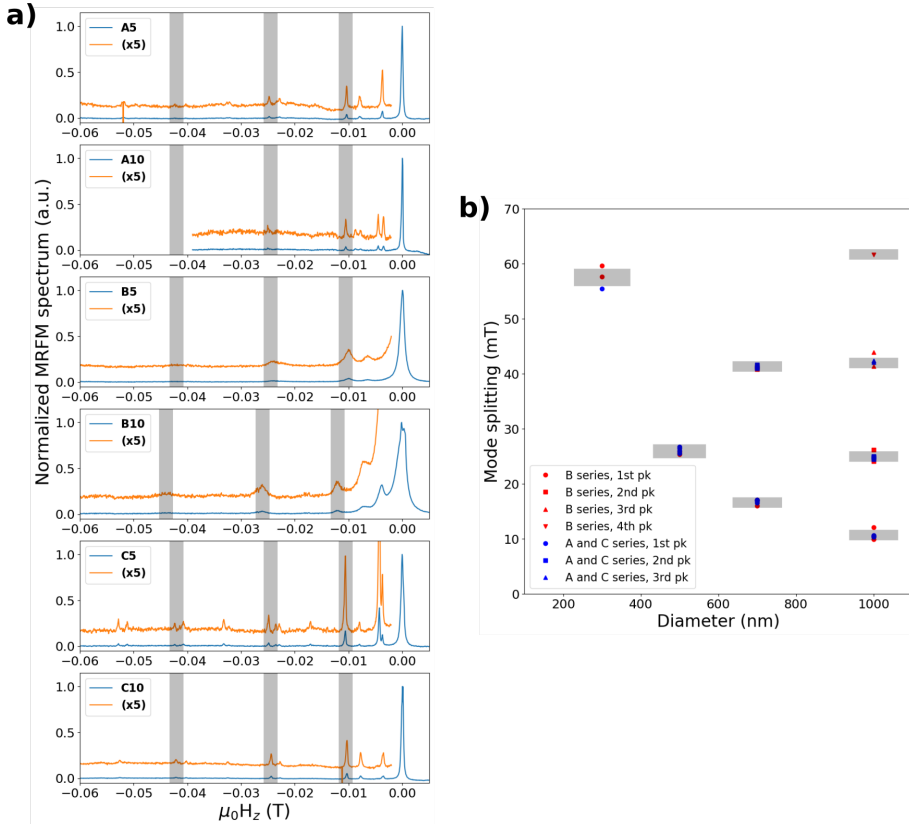 a)
Normalized MRFM spectrum (a.u.)
A5
(x5)
1.0
0.5
0.0
−0.06 −0.05 −0.04 −0.03 −0.02 −0.01 0.00
A10
(x5)
1.0
0.5
0.0
−0.06 −0.05 −0.04 −0.03 −0.02 −0.01 0.00
B5
(x5)
1.0
0.5
0.0
−0.06 −0.05 −0.04 −0.03 −0.02 −0.01 0.00
B10
(x5)
1.0
0.5
0.0
−0.06 −0.05 −0.04 −0.03 −0.02 −0.01 0.00
C5
(x5)
1.0
0.5
0.0
−0.06 −0.05 −0.04 −0.03 −0.02 −0.01 0.00
C10
(x5)
1.0
0.5
0.0
−0.06 −0.05 −0.04 −0.03 −0.02 −0.01 0.00
μ₀H_z (T)
b)
Mode splitting (mT)
70
60
50
40
30
20
10
0
B series, 1st pk
B series, 2nd pk
B series, 3rd pk
B series, 4th pk
A and C series, 1st pk
A and C series, 2nd pk
A and C series, 3rd pk
200 400 600 800 1000
Diameter (nm)